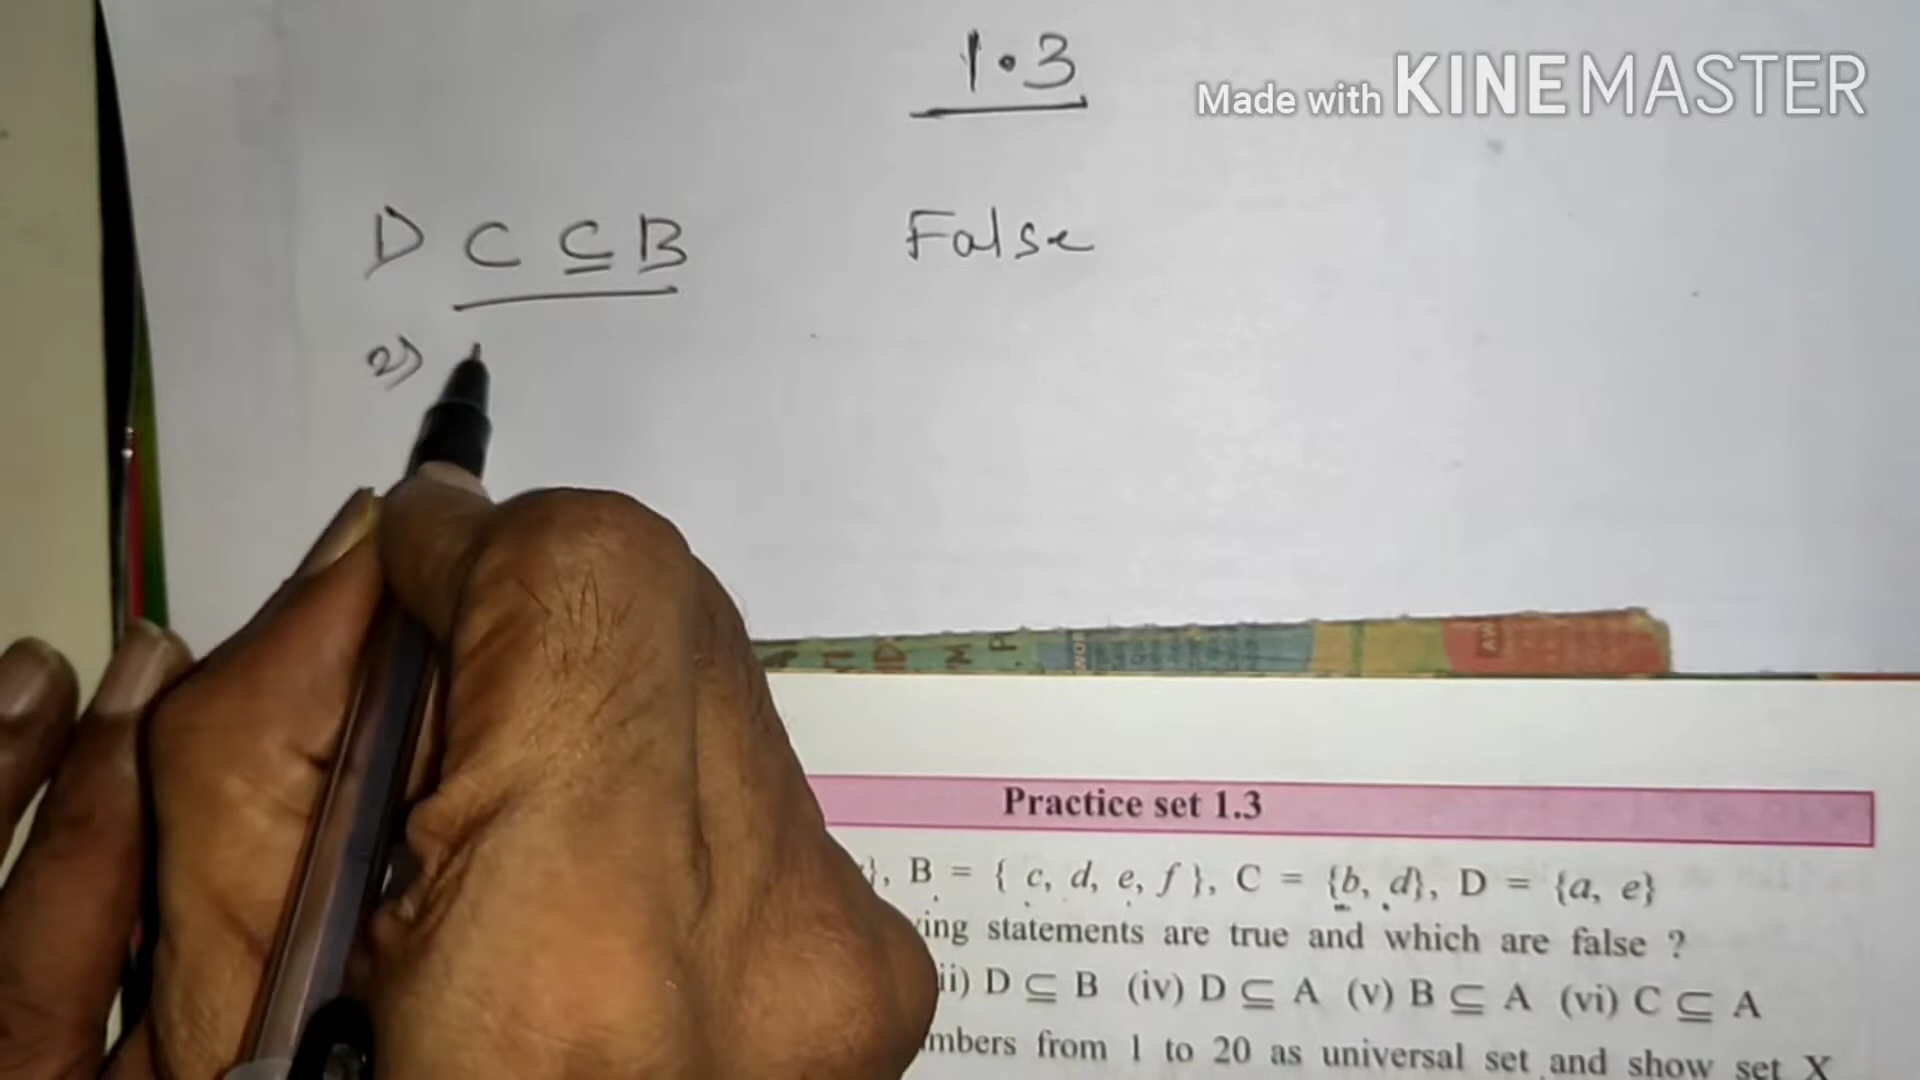 1.3
Made with KINEMASTER
1) C ⊆ B False
2)
Practice set 1.3
}, B = { c, d, e, f }, C = {b, d}, D = {a, e}
ing statements are true and which are false ?
ii) D ⊆ B (iv) D ⊆ A (v) B ⊆ A (vi) C ⊆ A
mbers from 1 to 20 as universal set and show set X